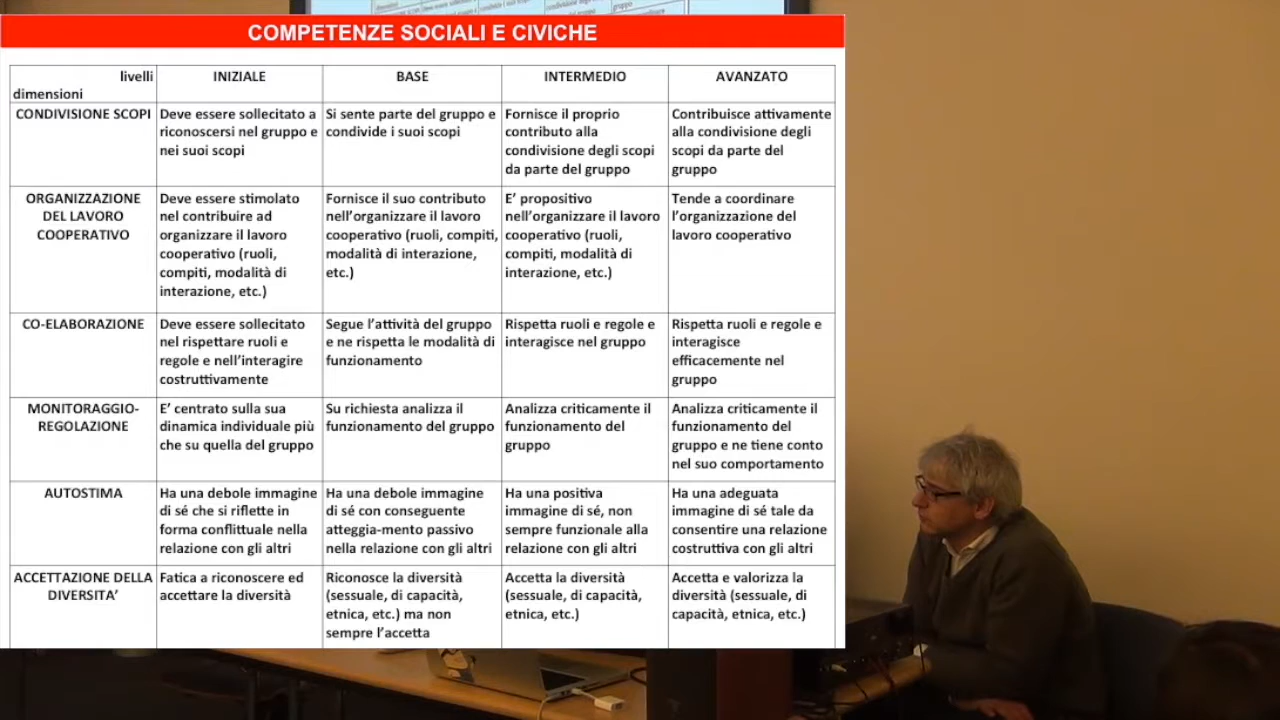 COMPETENZE SOCIALI E CIVICHE
livelli
dimensioni
INIZIALE
BASE
INTERMEDIO
AVANZATO
CONDIVISIONE SCOPI
Deve essere sollecitato a
riconoscersi nel gruppo e
nei suoi scopi
Si sente parte del gruppo e
condivide i suoi scopi
Fornisce il proprio
contributo alla
condivisione degli scopi
da parte del gruppo
Contribuisce attivamente
alla condivisione degli
scopi da parte del
gruppo
ORGANIZZAZIONE
DEL LAVORO
COOPERATIVO
Deve essere stimolato
nel contribuire ad
organizzare il lavoro
cooperativo (ruoli,
compiti, modalità di
interazione, etc.)
Fornisce il suo contributo
nell'organizzare il lavoro
cooperativo (ruoli, compiti,
modalità di interazione,
etc.)
E' propositivo
nell'organizzare il lavoro
cooperativo (ruoli,
compiti, modalità di
interazione, etc.)
Tende a coordinare
l'organizzazione del
lavoro cooperativo
CO-ELABORAZIONE
Deve essere sollecitato
nel rispettare ruoli e
regole e nell'interagire
costruttivamente
Segue l'attività del gruppo
e ne rispetta le modalità di
funzionamento
Rispetta ruoli e regole e
interagisce nel gruppo
Rispetta ruoli e regole e
interagisce
efficacemente nel
gruppo
MONITORAGGIO-
REGOLAZIONE
E' centrato sulla sua
dinamica individuale più
che su quella del gruppo
Su richiesta analizza il
funzionamento del gruppo
Analizza criticamente il
funzionamento del
gruppo
Analizza criticamente il
funzionamento del
gruppo e ne tiene conto
nel suo comportamento
AUTOSTIMA
Ha una debole immagine
di sé che si riflette in
forma conflittuale nella
relazione con gli altri
Ha una debole immagine
di sé con conseguente
atteggia-mento passivo
nella relazione con gli altri
Ha una positiva
immagine di sé, non
sempre funzionale alla
relazione con gli altri
Ha una adeguata
immagine di sé tale da
consentire una relazione
costruttiva con gli altri
ACCETTAZIONE DELLA
DIVERSITA'
Fatica a riconoscere ed
accettare la diversità
Riconosce la diversità
(sessuale, di capacità,
etnica, etc.) ma non
sempre l'accetta
Accetta la diversità
(sessuale, di capacità,
etnica, etc.)
Accetta e valorizza la
diversità (sessuale, di
capacità, etnica, etc.)